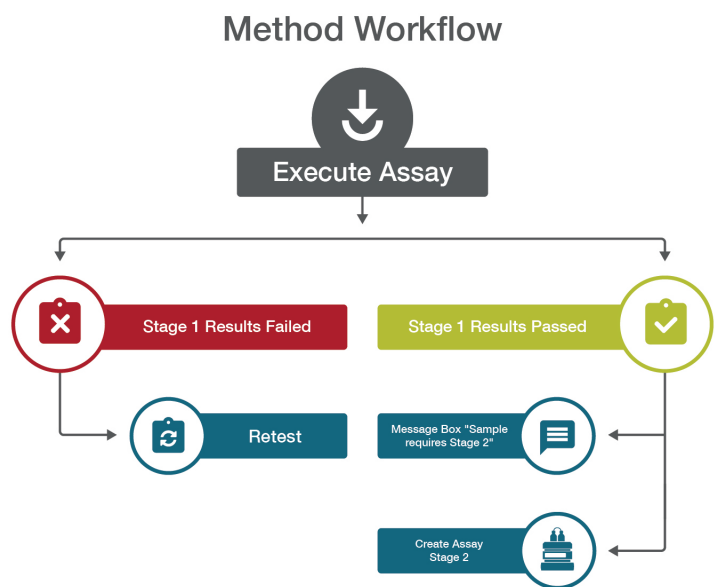 Method Workflow
Execute Assay
Stage 1 Results Failed
Stage 1 Results Passed
Retest
Message Box "Sample
requires Stage 2"
Create Assay
Stage 2